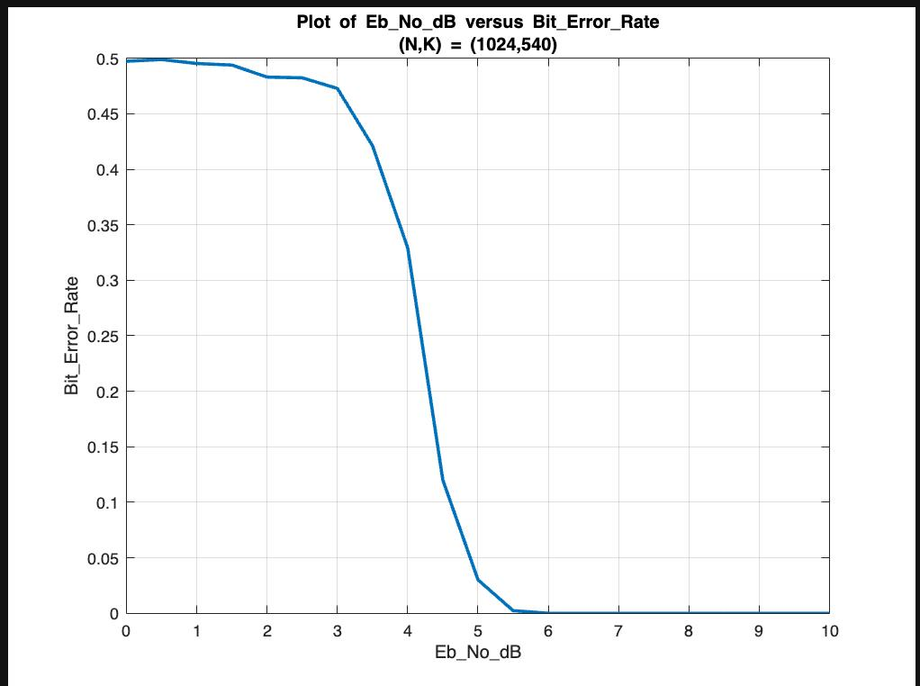 Plot of Eb_No_dB versus Bit_Error_Rate
(N,K) = (1024,540)
0.5
0.45
0.4
0.35
0.3
0.25
0.2
0.15
0.1
0.05
0
Bit_Error_Rate
0 1 2 3 4 5 6 7 8 9 10
Eb_No_dB